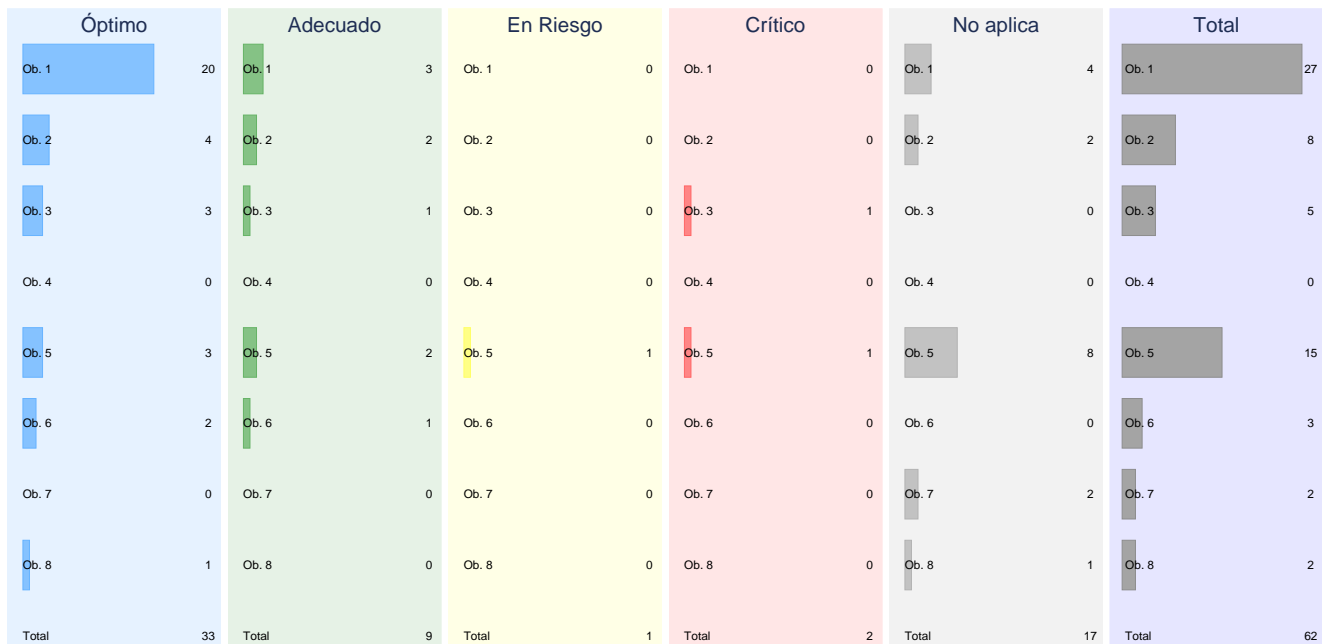 Óptimo Adecuado En Riesgo Crítico No aplica Total
Ob. 1 20 Ob. 1 3 Ob. 1 0 Ob. 1 0 Ob. 1 4 Ob. 1 27
Ob. 2 4 Ob. 2 2 Ob. 2 0 Ob. 2 0 Ob. 2 2 Ob. 2 8
Ob. 3 3 Ob. 3 1 Ob. 3 0 Ob. 3 1 Ob. 3 0 Ob. 3 5
Ob. 4 0 Ob. 4 0 Ob. 4 0 Ob. 4 0 Ob. 4 0 Ob. 4 0
Ob. 5 3 Ob. 5 2 Ob. 5 1 Ob. 5 1 Ob. 5 8 Ob. 5 15
Ob. 6 2 Ob. 6 1 Ob. 6 0 Ob. 6 0 Ob. 6 0 Ob. 6 3
Ob. 7 0 Ob. 7 0 Ob. 7 0 Ob. 7 0 Ob. 7 2 Ob. 7 2
Ob. 8 1 Ob. 8 0 Ob. 8 0 Ob. 8 0 Ob. 8 1 Ob. 8 2
Total 33 Total 9 Total 1 Total 2 Total 17 Total 62